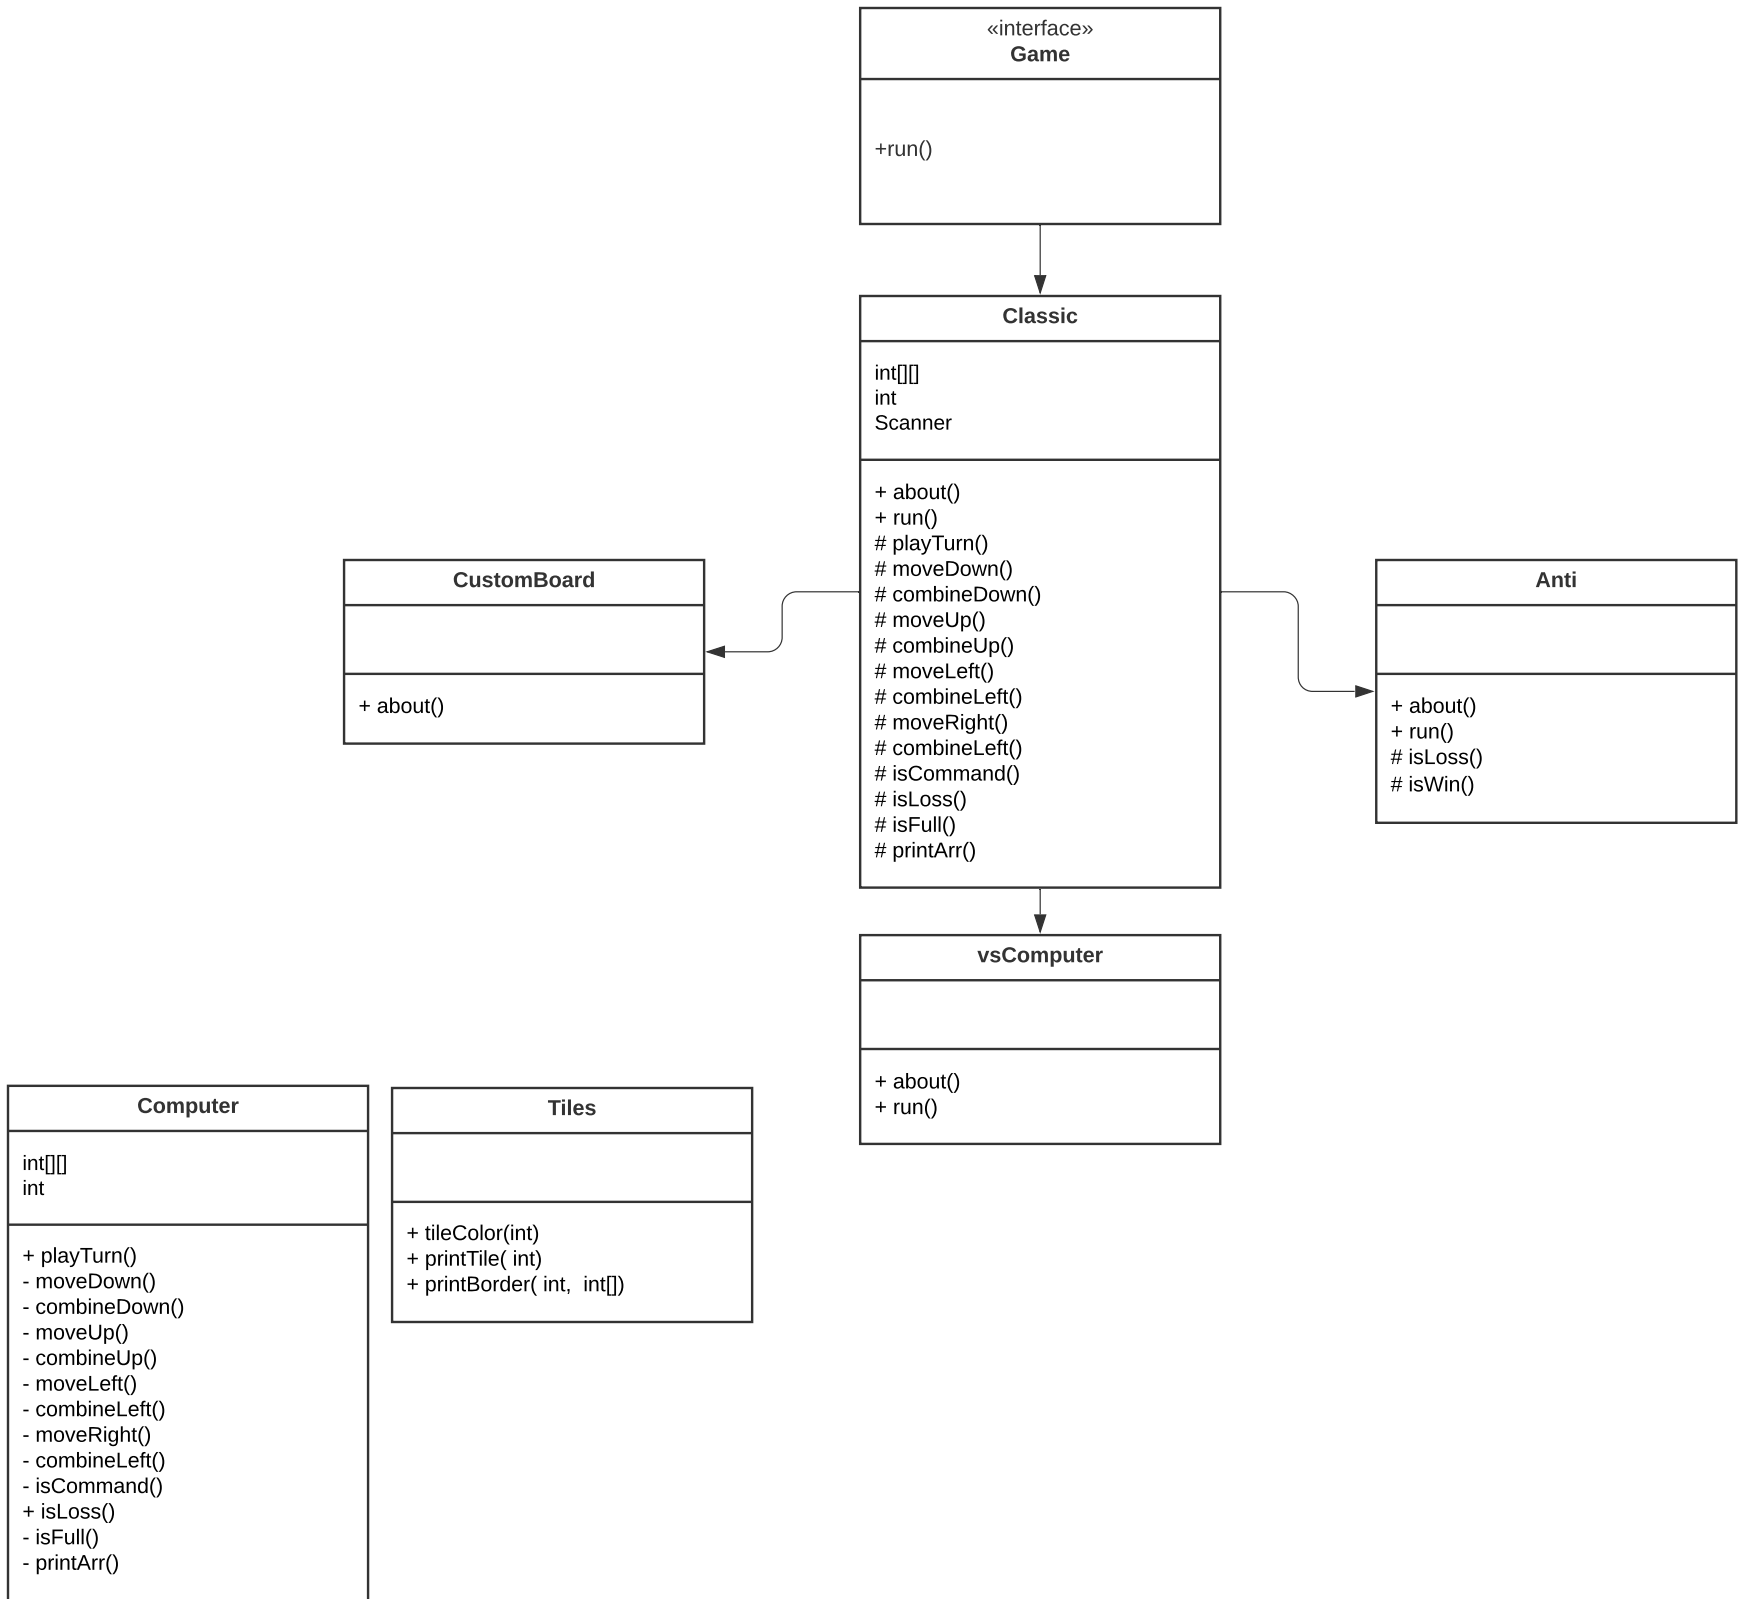 «interface»
Game
+run()
Classic
int[][]
int
Scanner
+ about()
+ run()
# playTurn()
# moveDown()
# combineDown()
# moveUp()
# combineUp()
# moveLeft()
# combineLeft()
# moveRight()
# combineLeft()
# isCommand()
# isLoss()
# isFull()
# printArr()
CustomBoard
+ about()
Anti
+ about()
+ run()
# isLoss()
# isWin()
vsComputer
+ about()
+ run()
Computer
int[][]
int
+ playTurn()
- moveDown()
- combineDown()
- moveUp()
- combineUp()
- moveLeft()
- combineLeft()
- moveRight()
- combineLeft()
- isCommand()
+ isLoss()
- isFull()
- printArr()
Tiles
+ tileColor(int)
+ printTile( int)
+ printBorder( int,  int[])